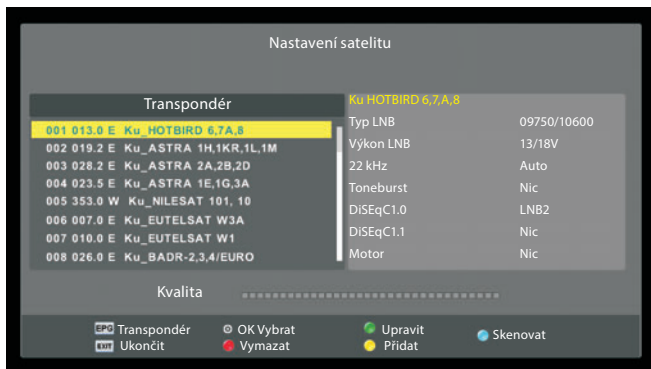 Nastavení satelitu
Transpondér
001 013.0 E Ku_HOTBIRD 6,7A,8
002 019.2 E Ku_ASTRA 1H,1KR,1L,1M
003 028.2 E Ku_ASTRA 2A,2B,2D
004 023.5 E Ku_ASTRA 1E,1G,3A
005 353.0 W Ku_NILESAT 101, 10
006 007.0 E Ku_EUTELSAT W3A
007 010.0 E Ku_EUTELSAT W1
008 026.0 E Ku_BADR-2,3,4/EURO
Ku HOTBIRD 6,7,A,8
Typ LNB 09750/10600
Výkon LNB 13/18V
22 kHz Auto
Toneburst Nic
DiSEqC1.0 LNB2
DiSEqC1.1 Nic
Motor Nic
Kvalita
EPG Transpondér OK Vybrat Upravit Skenovat
EXIT Ukončit Vymazat Přidat